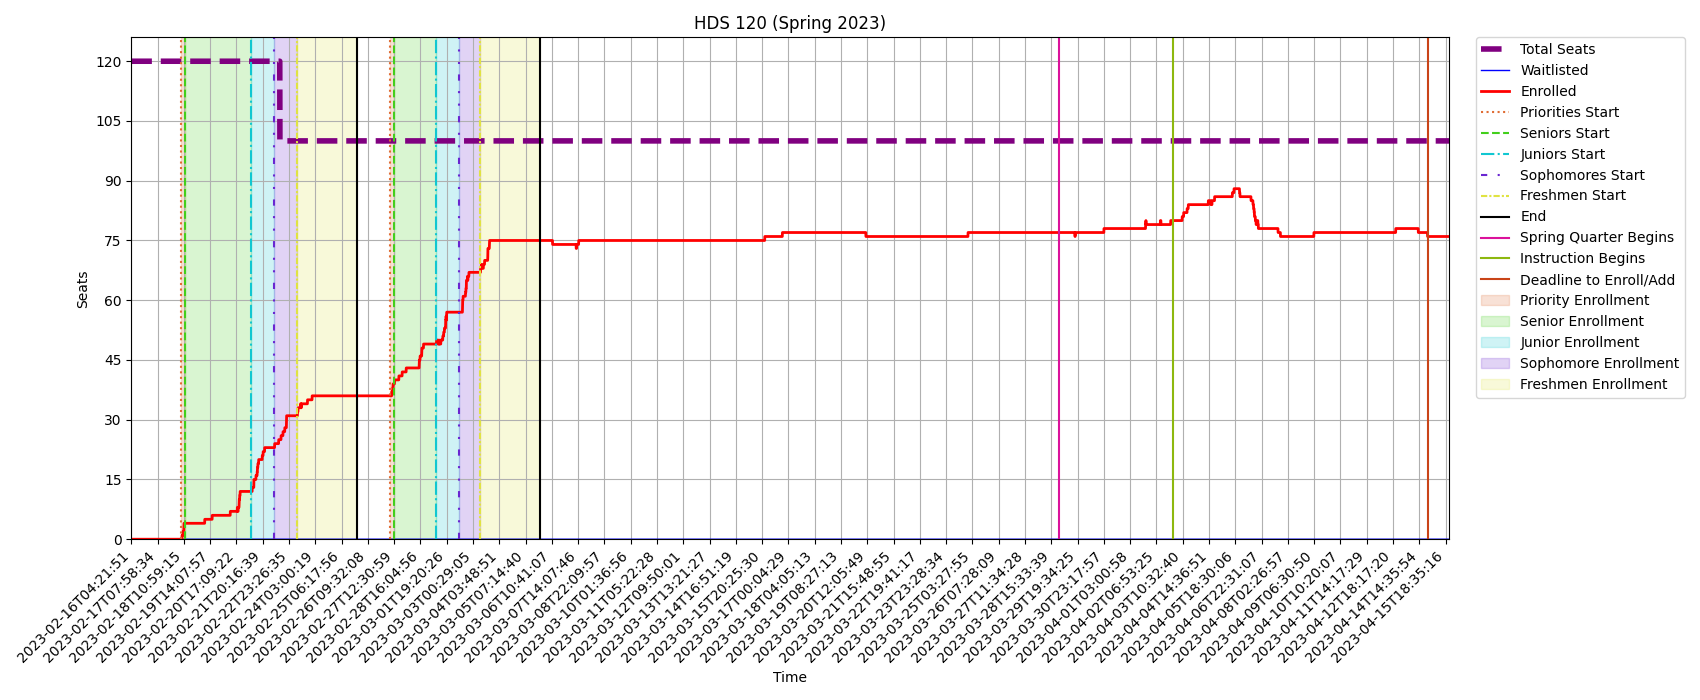 HDS 120 (Spring 2023)
Seats
120
105
90
75
60
45
30
15
0
2023-02-16T04:21:51
2023-02-17T07:58:34
2023-02-18T10:59:15
2023-02-19T14:07:57
2023-02-20T17:09:22
2023-02-21T20:16:39
2023-02-22T23:26:35
2023-02-24T03:00:19
2023-02-25T06:17:56
2023-02-26T09:32:08
2023-02-27T12:30:59
2023-02-28T16:04:56
2023-03-01T19:20:26
2023-03-03T00:29:05
2023-03-04T03:48:51
2023-03-05T07:14:40
2023-03-06T10:41:07
2023-03-07T14:07:46
2023-03-08T22:09:57
2023-03-10T01:36:56
2023-03-11T05:22:28
2023-03-12T09:50:01
2023-03-13T13:21:27
2023-03-14T16:51:19
2023-03-15T20:25:30
2023-03-17T00:04:29
2023-03-18T04:05:13
2023-03-19T08:27:13
2023-03-20T12:05:49
2023-03-21T15:48:55
2023-03-22T19:41:17
2023-03-23T23:28:34
2023-03-25T03:27:55
2023-03-26T07:28:09
2023-03-27T11:34:28
2023-03-28T15:33:39
2023-03-29T19:34:25
2023-03-30T23:17:57
2023-04-01T03:00:58
2023-04-02T06:53:25
2023-04-03T10:32:40
2023-04-04T14:36:51
2023-04-05T18:30:06
2023-04-06T22:31:07
2023-04-08T02:26:57
2023-04-09T06:30:50
2023-04-10T10:20:07
2023-04-11T14:17:29
2023-04-12T18:17:20
2023-04-14T14:35:54
2023-04-15T18:35:16
Time
Total Seats
Waitlisted
Enrolled
Priorities Start
Seniors Start
Juniors Start
Sophomores Start
Freshmen Start
End
Spring Quarter Begins
Instruction Begins
Deadline to Enroll/Add
Priority Enrollment
Senior Enrollment
Junior Enrollment
Sophomore Enrollment
Freshmen Enrollment